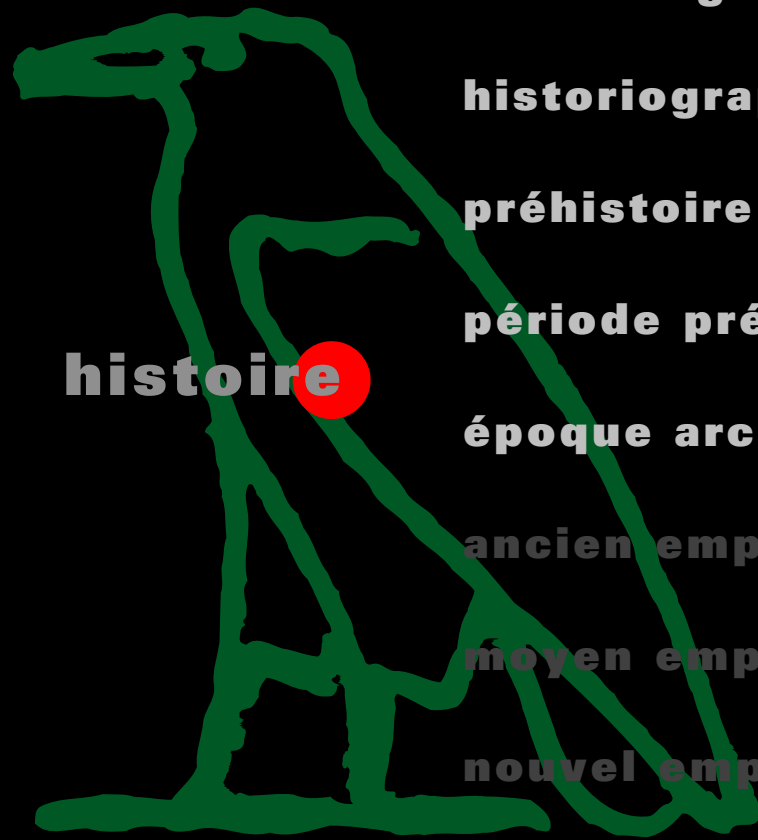 historiogra
préhistoire
période pré
histoire
époque arc
ancien emp
moyen emp
nouvel emp